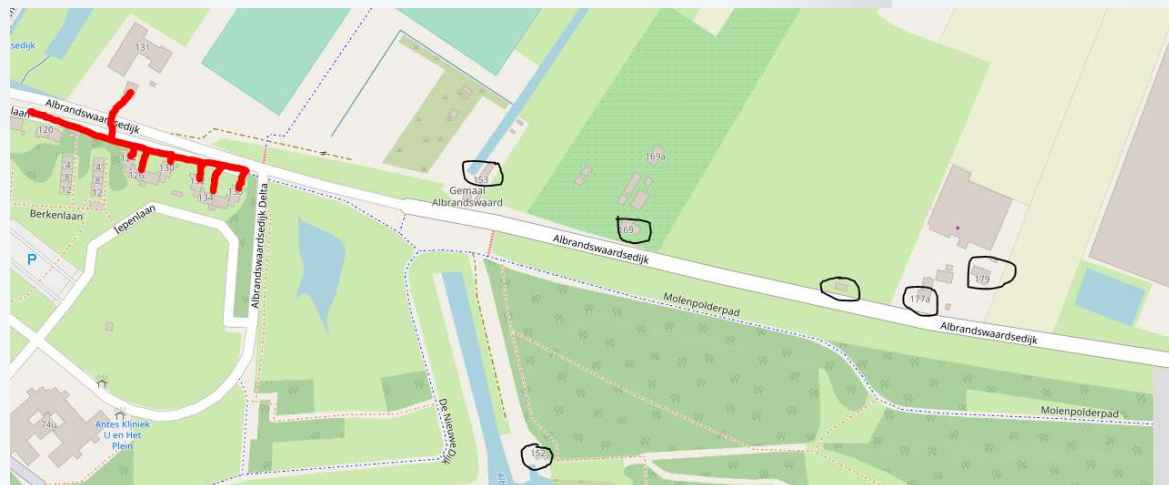 sedijk
131
Albrandswaardsedijk
laan
120
126
130
134
4
8
12
4
8
12
Berkenlaan
Iepenlaan
P
Albrandswaardsedijk Delta
153
Gemaal
Albrandswaard
169a
169
Albrandswaardsedijk
Molenpolderpad
177a
179
Albrandswaardsedijk
Molenpolderpad
De Nieuwe Dijk
152
74u
Antes Kliniek
U en Het
Plein